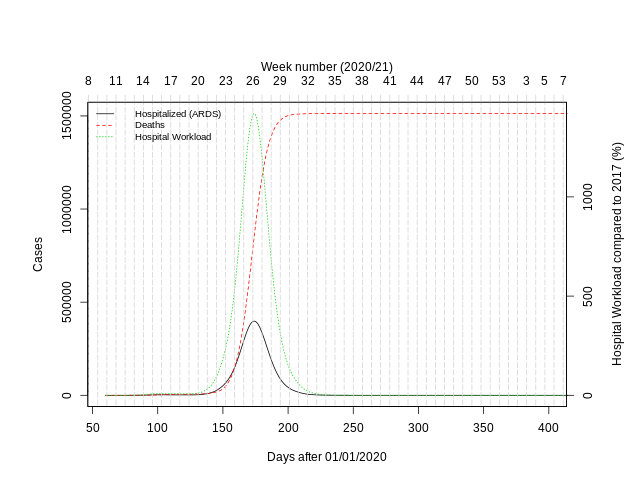 Week number (2020/21)
8 11 14 17 20 23 26 29 32 35 38 41 44 47 50 53 3 5 7
Hospitalized (ARDS)
Deaths
Hospital Workload
Cases
0 500000 1000000 1500000
Hospital Workload compared to 2017 (%)
0 500 1000
50 100 150 200 250 300 350 400
Days after 01/01/2020